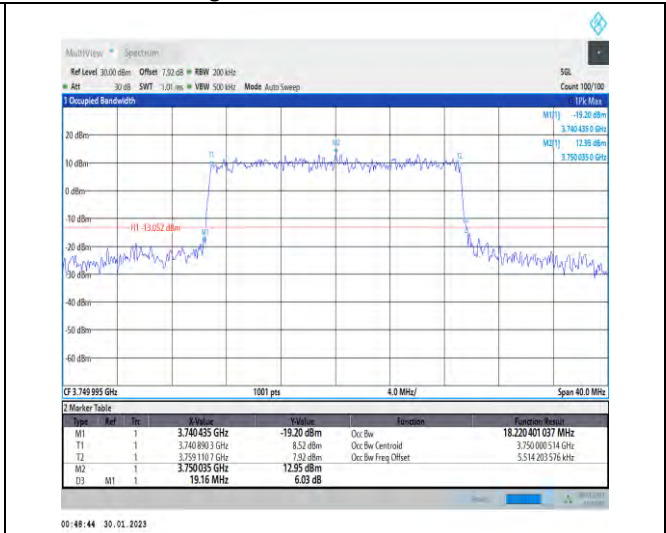 MultiView Spectrum
Ref Level 30.00 dBm Offset 7.92 dB RBW 200 kHz SGL
Att 30 dB SWT 1.01 ms VBW 500 kHz Mode Auto Sweep Count 100/100
1 Occupied Bandwidth 1Pk Max
M1[1] -19.20 dBm
3.740 435 0 GHz
20 dBm M2 M2[1] 12.95 dBm
3.750 035 0 GHz
10 dBm T1 T2
0 dBm
-10 dBm
H1 -13.052 dBm M1
-20 dBm
-30 dBm
-40 dBm
-50 dBm
-60 dBm
CF 3.749 995 GHz 1001 pts 4.0 MHz/ Span 40.0 MHz
2 Marker Table
Type Ref Trc X-Value Y-Value Function Function Result
M1 1 3.740 435 GHz -19.20 dBm Occ Bw 18.220 401 037 MHz
T1 1 3.740 890 3 GHz 8.52 dBm Occ Bw Centroid 3.750 000 514 GHz
T2 1 3.759 110 7 GHz 7.92 dBm Occ Bw Freq Offset 5.514 203 576 kHz
M2 1 3.750 035 GHz 12.95 dBm
D3 M1 1 19.16 MHz 6.03 dB
00:48:44 30.01.2023